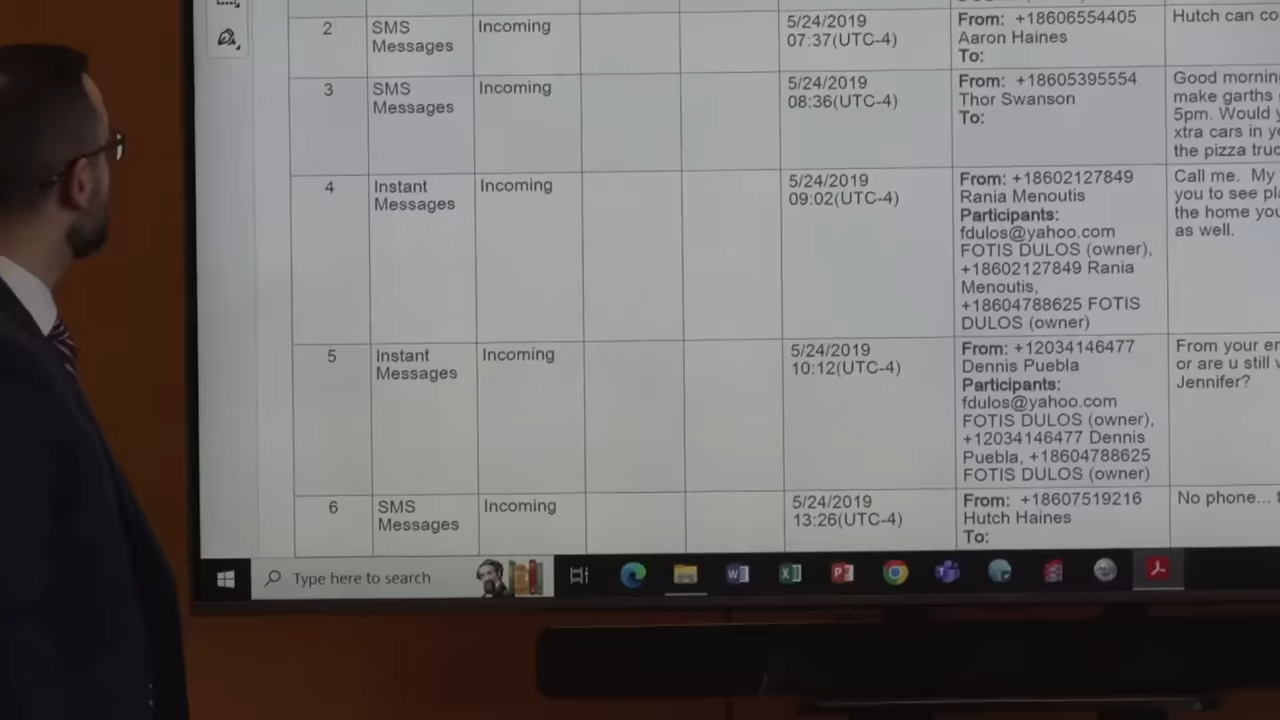 2
SMS
Messages
Incoming
5/24/2019
07:37(UTC-4)
From: +18606554405
Aaron Haines
To:
Hutch can co
3
SMS
Messages
Incoming
5/24/2019
08:36(UTC-4)
From: +18605395554
Thor Swanson
To:
Good mornin
make garths
5pm. Would y
xtra cars in yo
the pizza truc
4
Instant
Messages
Incoming
5/24/2019
09:02(UTC-4)
From: +18602127849
Rania Menoutis
Participants:
fdulos@yahoo.com
FOTIS DULOS (owner),
+18602127849 Rania
Menoutis,
+18604788625 FOTIS
DULOS (owner)
Call me. My
you to see pla
the home you
as well.
5
Instant
Messages
Incoming
5/24/2019
10:12(UTC-4)
From: +12034146477
Dennis Puebla
Participants:
fdulos@yahoo.com
FOTIS DULOS (owner),
+12034146477 Dennis
Puebla, +18604788625
FOTIS DULOS (owner)
From your en
or are u still w
Jennifer?
6
SMS
Messages
Incoming
5/24/2019
13:26(UTC-4)
From: +18607519216
Hutch Haines
To:
No phone... t
Type here to search